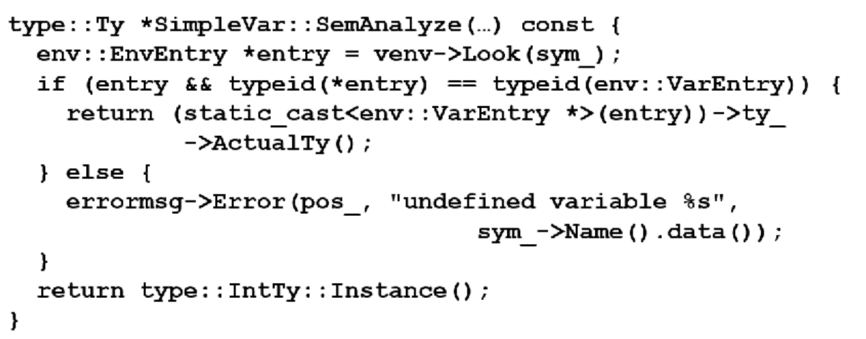 type::Ty *SimpleVar::SemAnalyze(…) const {
  env::EnvEntry *entry = venv->Look(sym_);
  if (entry && typeid(*entry) == typeid(env::VarEntry)) {
    return (static_cast<env::VarEntry *>(entry))->ty_
            ->ActualTy();
  } else {
    errormsg->Error(pos_, "undefined variable %s",
                                sym_->Name().data());
  }
  return type::IntTy::Instance();
}